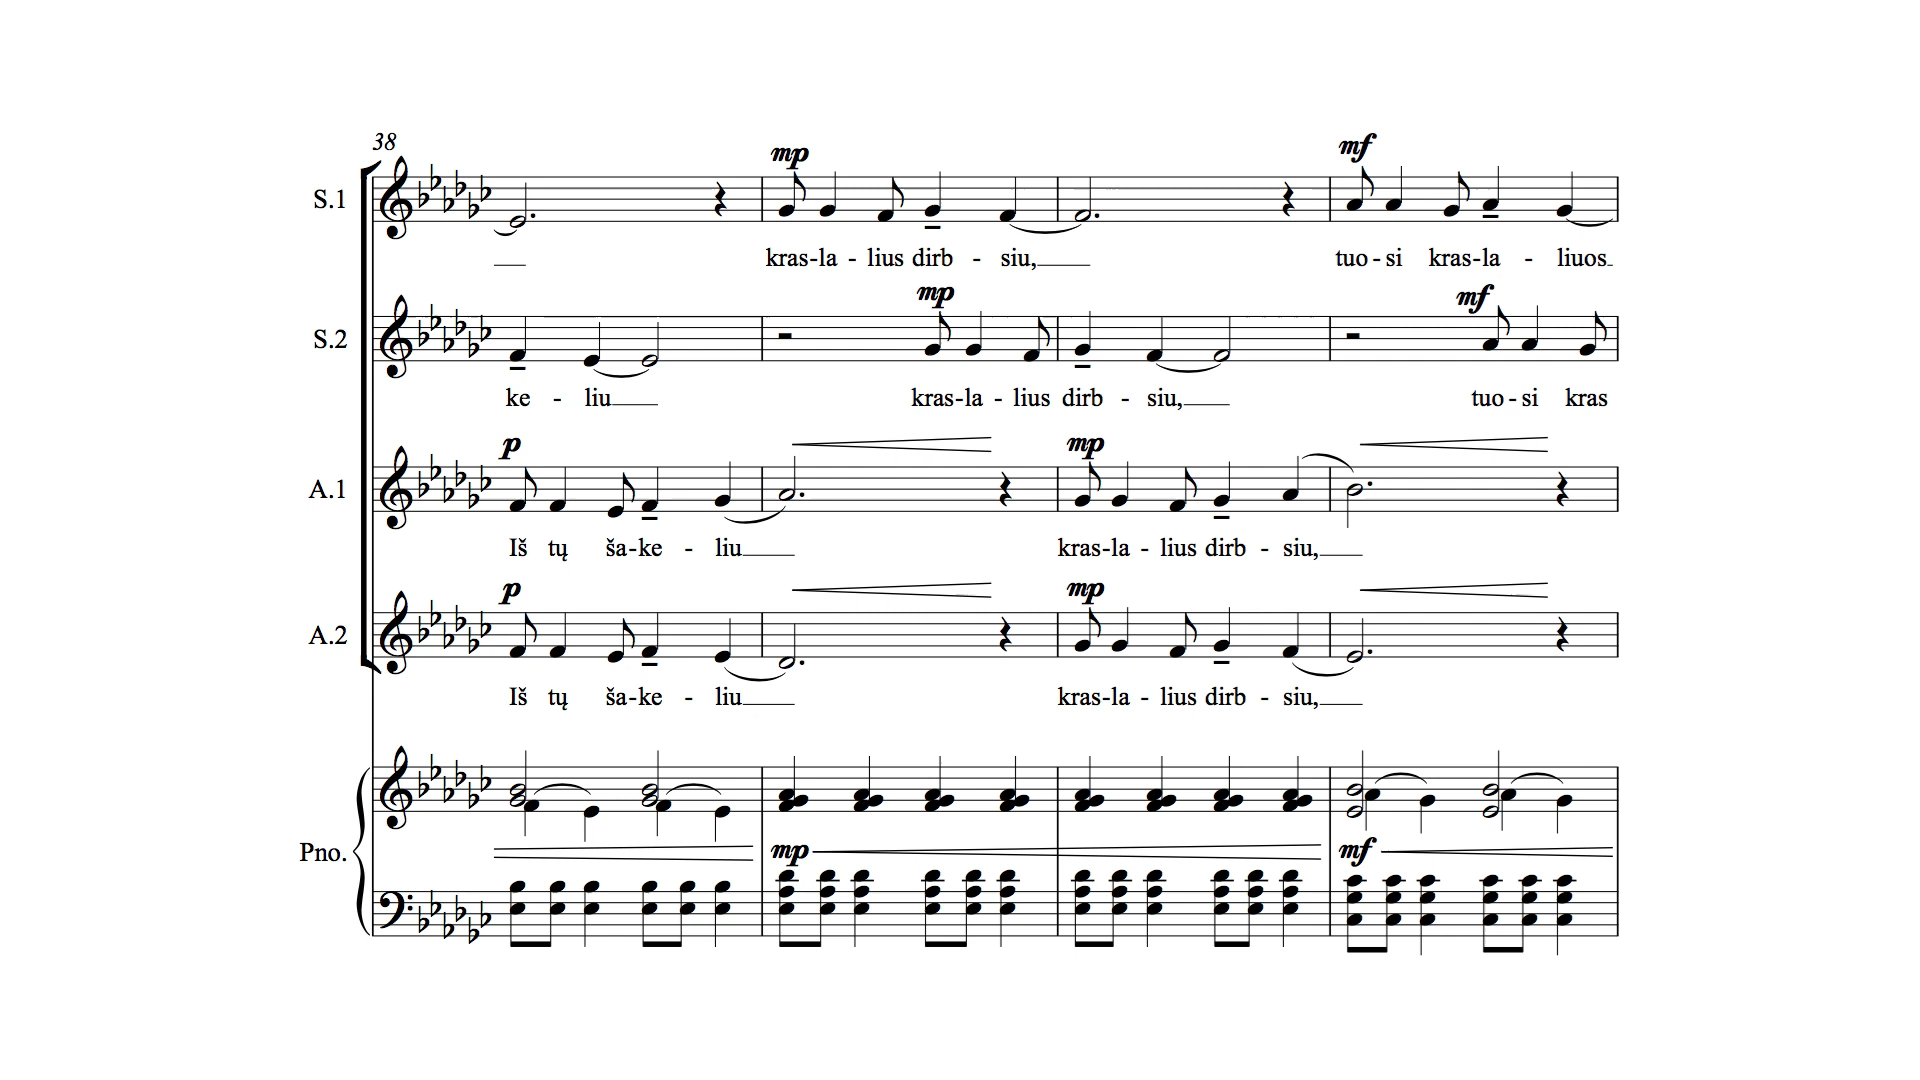 38
mp mf
S.1
kras-la - lius dirb - siu, tuo - si kras-la - liuos
mp mf
S.2
ke - liu kras-la - lius dirb - siu, tuo - si kras
p mp
A.1
Iš tų ša-ke - liu kras-la - lius dirb - siu,
p mp
A.2
Iš tų ša-ke - liu kras-la - lius dirb - siu,
Pno. mp mf